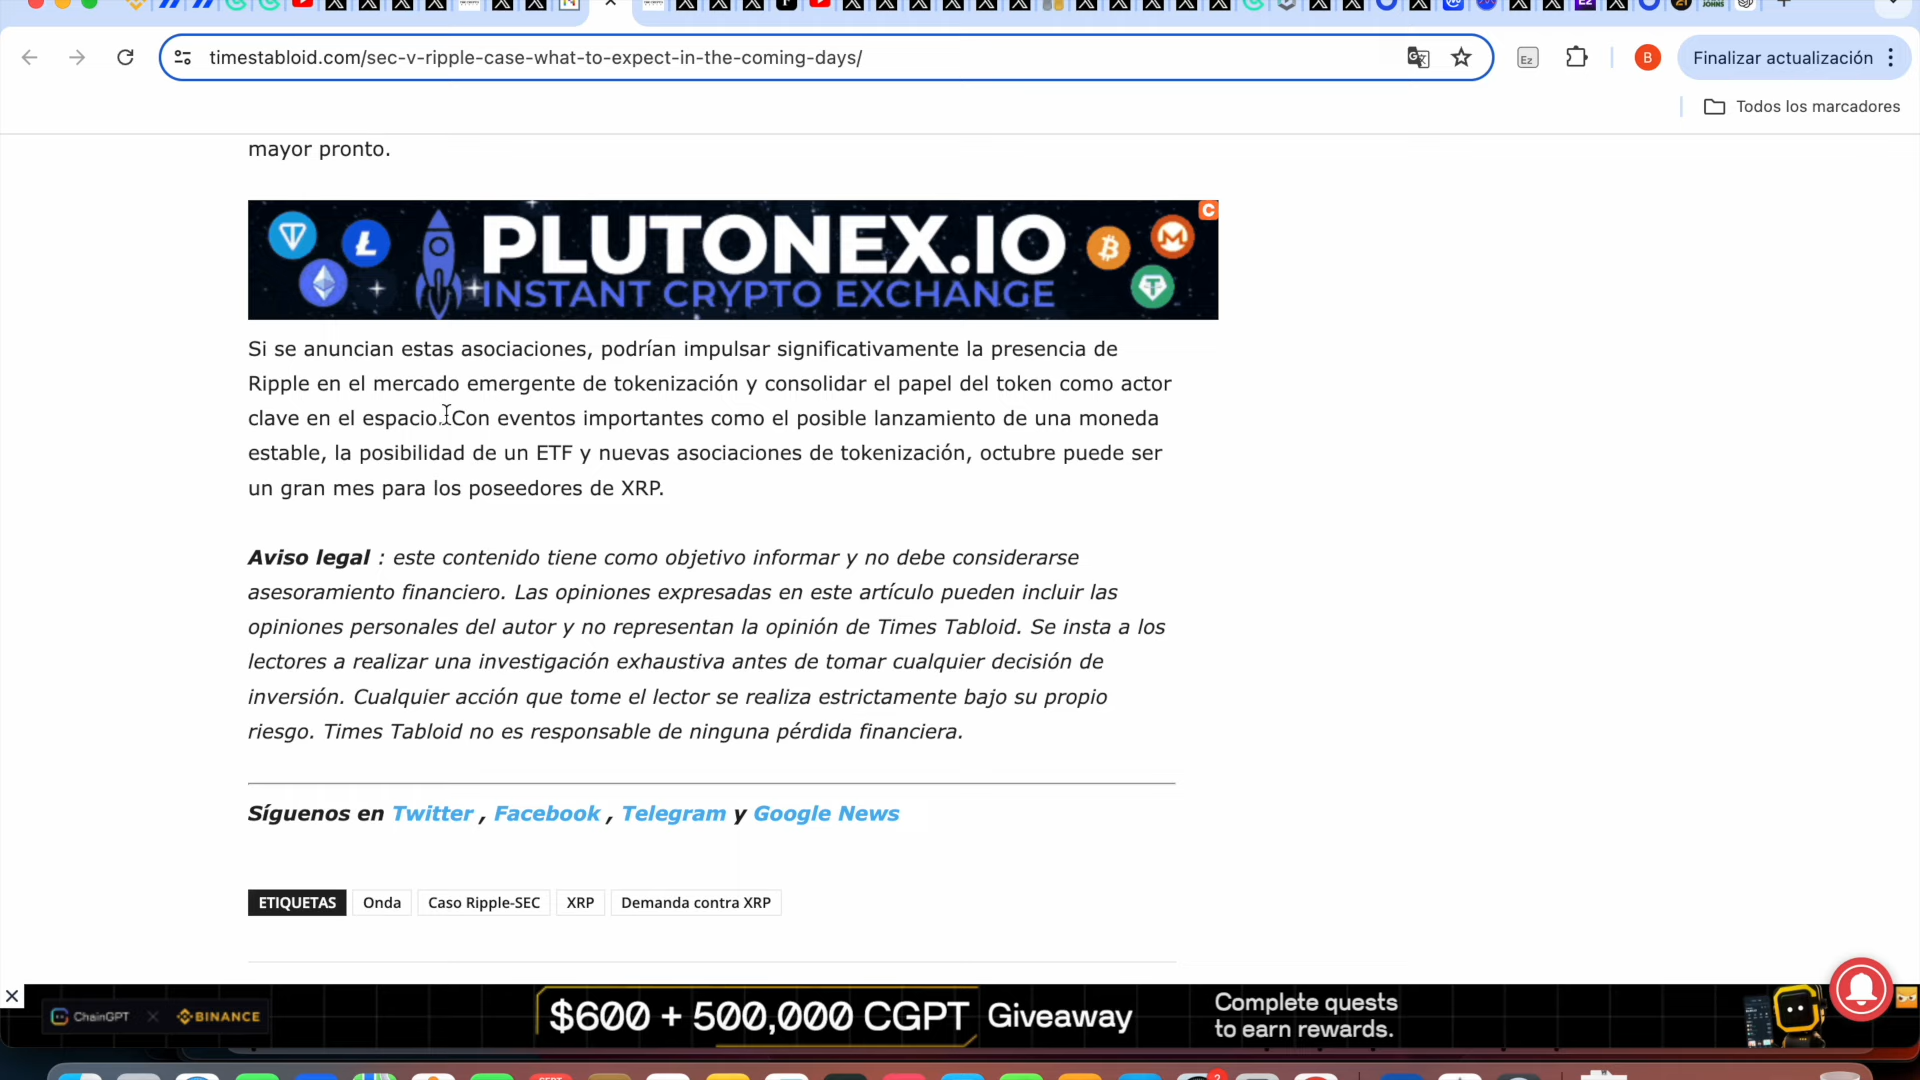 timestabloid.com/sec-v-ripple-case-what-to-expect-in-the-coming-days/
Ez
B
Finalizar actualización
Todos los marcadores
mayor pronto.
PLUTONEX.IO
INSTANT CRYPTO EXCHANGE
Si se anuncian estas asociaciones, podrían impulsar significativamente la presencia de
Ripple en el mercado emergente de tokenización y consolidar el papel del token como actor
clave en el espacio. Con eventos importantes como el posible lanzamiento de una moneda
estable, la posibilidad de un ETF y nuevas asociaciones de tokenización, octubre puede ser
un gran mes para los poseedores de XRP.
Aviso legal : este contenido tiene como objetivo informar y no debe considerarse
asesoramiento financiero. Las opiniones expresadas en este artículo pueden incluir las
opiniones personales del autor y no representan la opinión de Times Tabloid. Se insta a los
lectores a realizar una investigación exhaustiva antes de tomar cualquier decisión de
inversión. Cualquier acción que tome el lector se realiza estrictamente bajo su propio
riesgo. Times Tabloid no es responsable de ninguna pérdida financiera.
Síguenos en Twitter , Facebook , Telegram y Google News
ETIQUETAS Onda Caso Ripple-SEC XRP Demanda contra XRP
ChainGPT X BINANCE
$600 + 500,000 CGPT Giveaway
Complete quests
to earn rewards.